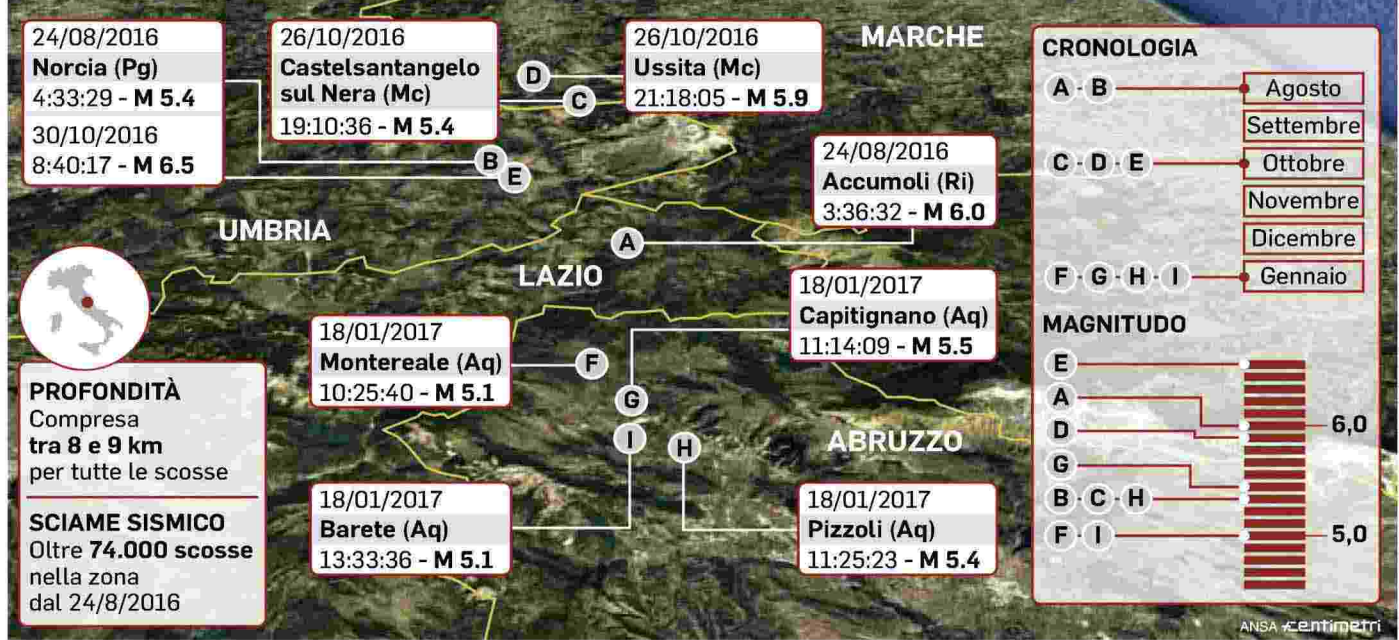 24/08/2016
Norcia (Pg)
4:33:29 - M 5.4
30/10/2016
8:40:17 - M 6.5
26/10/2016
Castelsantangelo
sul Nera (Mc)
19:10:36 - M 5.4
D
C
26/10/2016
Ussita (Mc)
21:18:05 - M 5.9
MARCHE
B
E
24/08/2016
Accumoli (Ri)
3:36:32 - M 6.0
UMBRIA
A
LAZIO
18/01/2017
Capitignano (Aq)
11:14:09 - M 5.5
18/01/2017
Montereale (Aq)
10:25:40 - M 5.1
F
G
I
H
ABRUZZO
18/01/2017
Barete (Aq)
13:33:36 - M 5.1
18/01/2017
Pizzoli (Aq)
11:25:23 - M 5.4
PROFONDITÀ
Compresa
tra 8 e 9 km
per tutte le scosse
SCIAME SISMICO
Oltre 74.000 scosse
nella zona
dal 24/8/2016
CRONOLOGIA
A - B Agosto
Settembre
C - D - E Ottobre
Novembre
Dicembre
F - G - H - I Gennaio
MAGNITUDO
E
A
6,0
D
G
B - C - H
F - I 5,0
ANSA centimetri